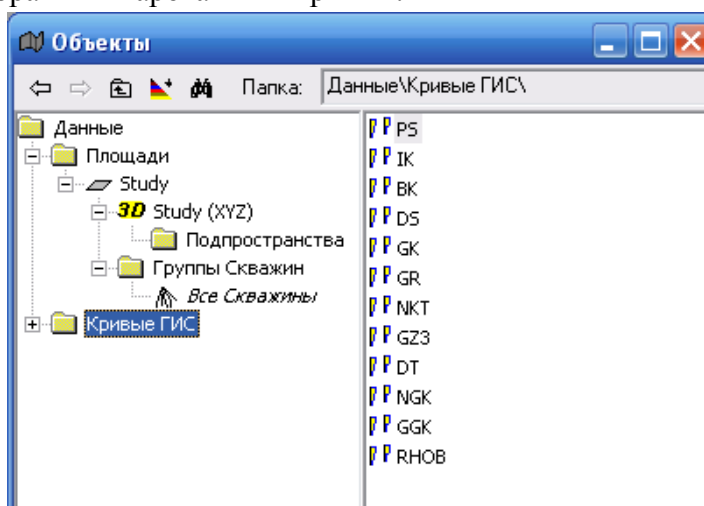 Объекты
Папка: Данные\Кривые ГИС\
Данные
Площади
Study
3D Study (XYZ)
Подпространства
Группы Скважин
Все Скважины
Кривые ГИС
PS
IK
BK
DS
GK
GR
NKT
GZ3
DT
NGK
GGK
RHOB